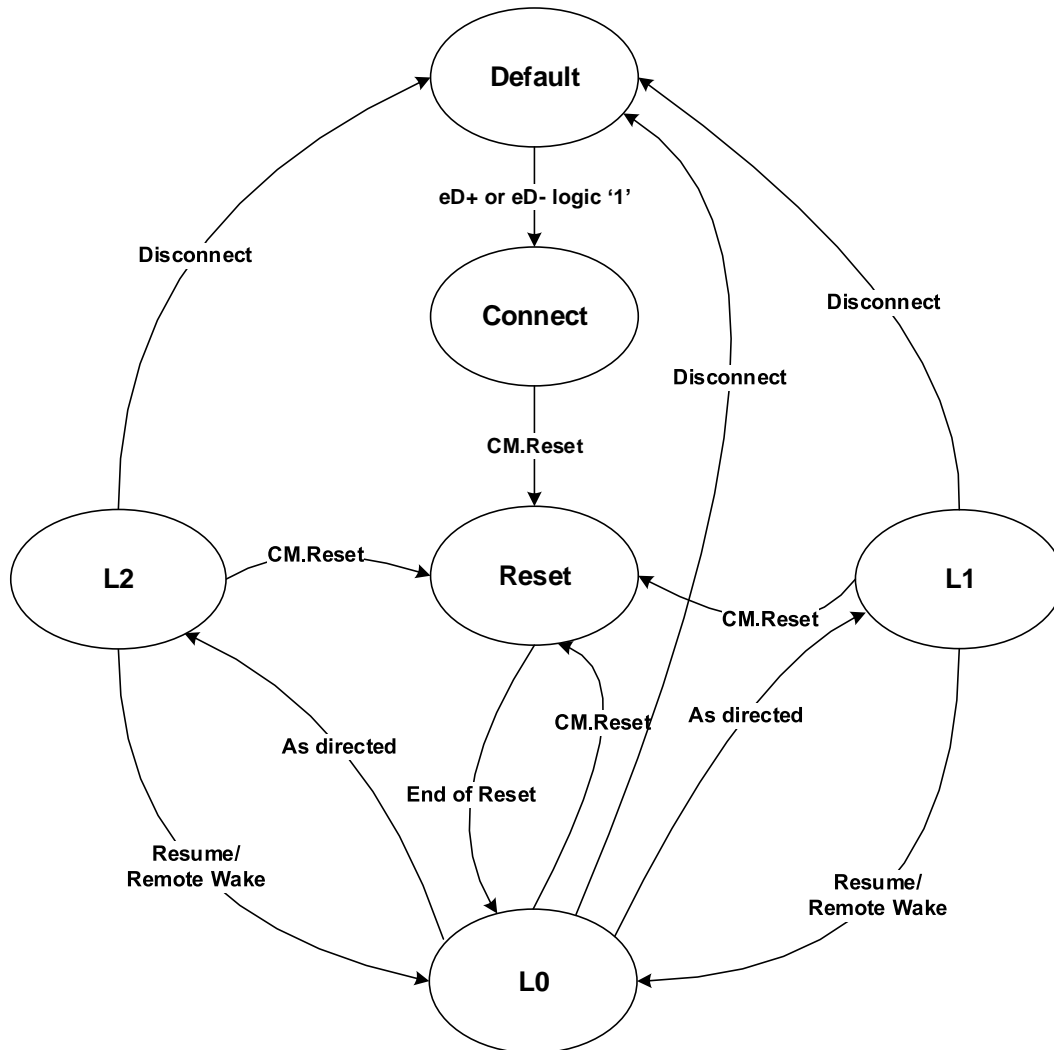 Default
eD+ or eD- logic ‘1’
Disconnect
Connect
Disconnect
Disconnect
CM.Reset
L2
CM.Reset
Reset
CM.Reset
L1
As directed
End of Reset
CM.Reset
As directed
Resume/
Remote Wake
Resume/
Remote Wake
L0